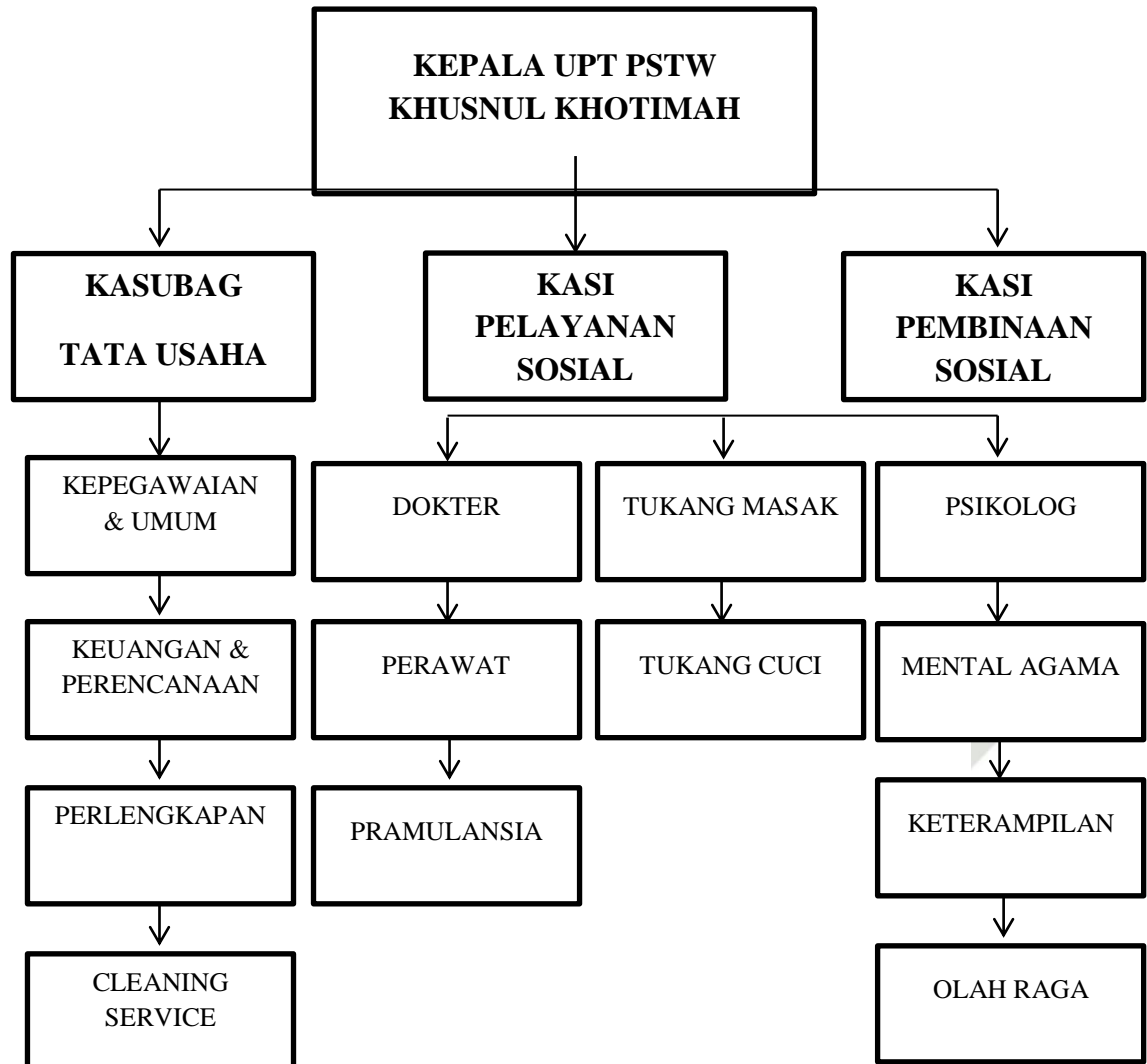 KEPALA UPT PSTW
KHUSNUL KHOTIMAH
KASUBAG
TATA USAHA
KASI
PELAYANAN
SOSIAL
KASI
PEMBINAAN
SOSIAL
KEPEGAWAIAN
& UMUM
DOKTER
TUKANG MASAK
PSIKOLOG
KEUANGAN &
PERENCANAAN
PERAWAT
TUKANG CUCI
MENTAL AGAMA
PERLENGKAPAN
PRAMULANSIA
KETERAMPILAN
CLEANING
SERVICE
OLAH RAGA